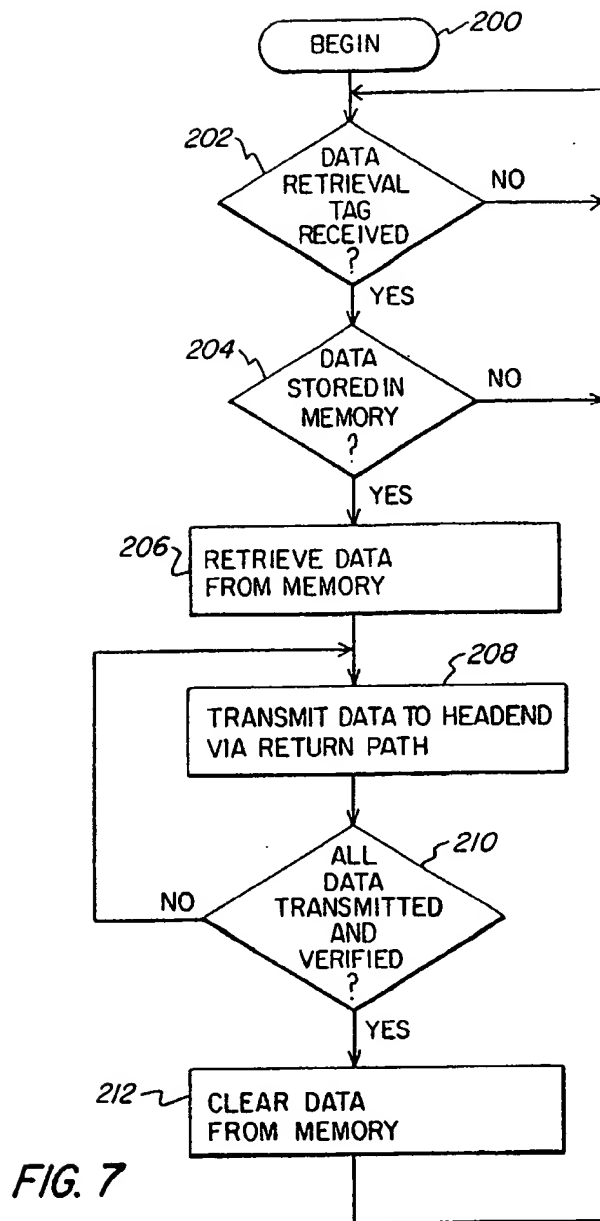 BEGIN
200
202
DATA
RETRIEVAL
TAG
RECEIVED
?
NO
YES
204
DATA
STORED IN
MEMORY
?
NO
YES
206
RETRIEVE DATA
FROM MEMORY
208
TRANSMIT DATA TO HEADEND
VIA RETURN PATH
210
ALL
DATA
TRANSMITTED
AND
VERIFIED
?
NO
YES
212
CLEAR DATA
FROM MEMORY
FIG. 7